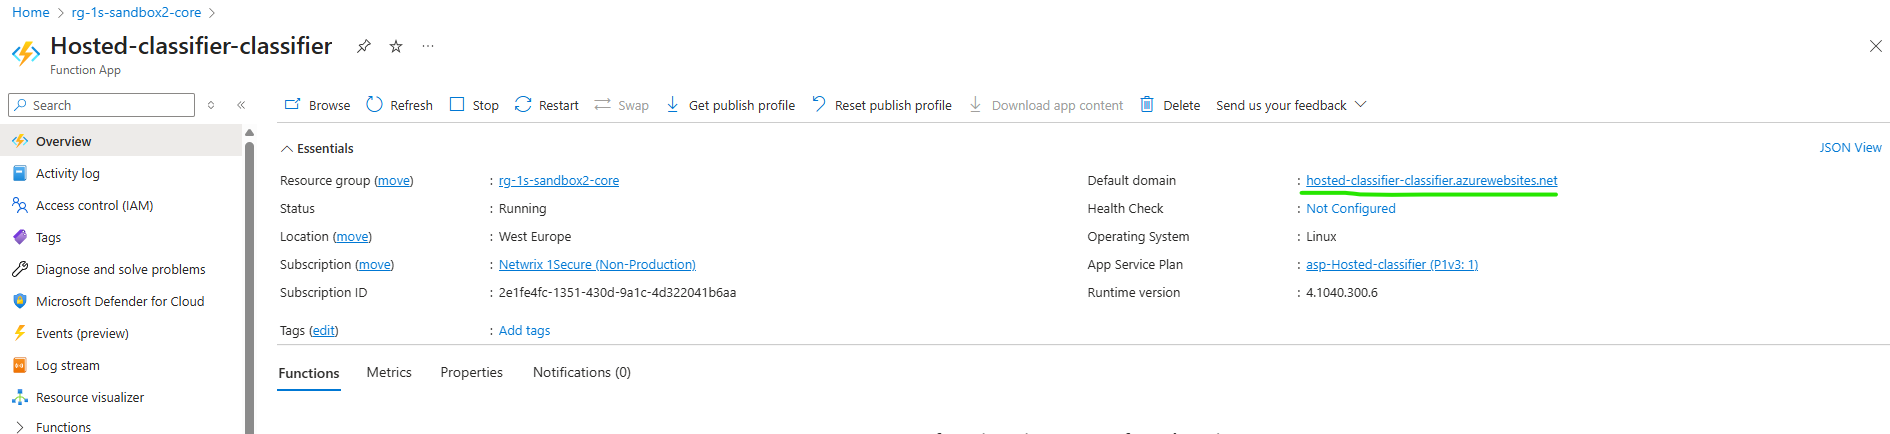 Home > rg-1s-sandbox2-core >
Hosted-classifier-classifier
Function App
Search
Browse Refresh Stop Restart Swap Get publish profile Reset publish profile Download app content Delete Send us your feedback
Overview
Activity log
Access control (IAM)
Tags
Diagnose and solve problems
Microsoft Defender for Cloud
Events (preview)
Log stream
Resource visualizer
Functions
Essentials
JSON View
Resource group (move) : rg-1s-sandbox2-core
Status : Running
Location (move) : West Europe
Subscription (move) : Netwrix 1Secure (Non-Production)
Subscription ID : 2e1fe4fc-1351-430d-9a1c-4d322041b6aa
Tags (edit) : Add tags
Default domain : hosted-classifier-classifier.azurewebsites.net
Health Check : Not Configured
Operating System : Linux
App Service Plan : asp-Hosted-classifier (P1v3: 1)
Runtime version : 4.1040.300.6
Functions Metrics Properties Notifications (0)